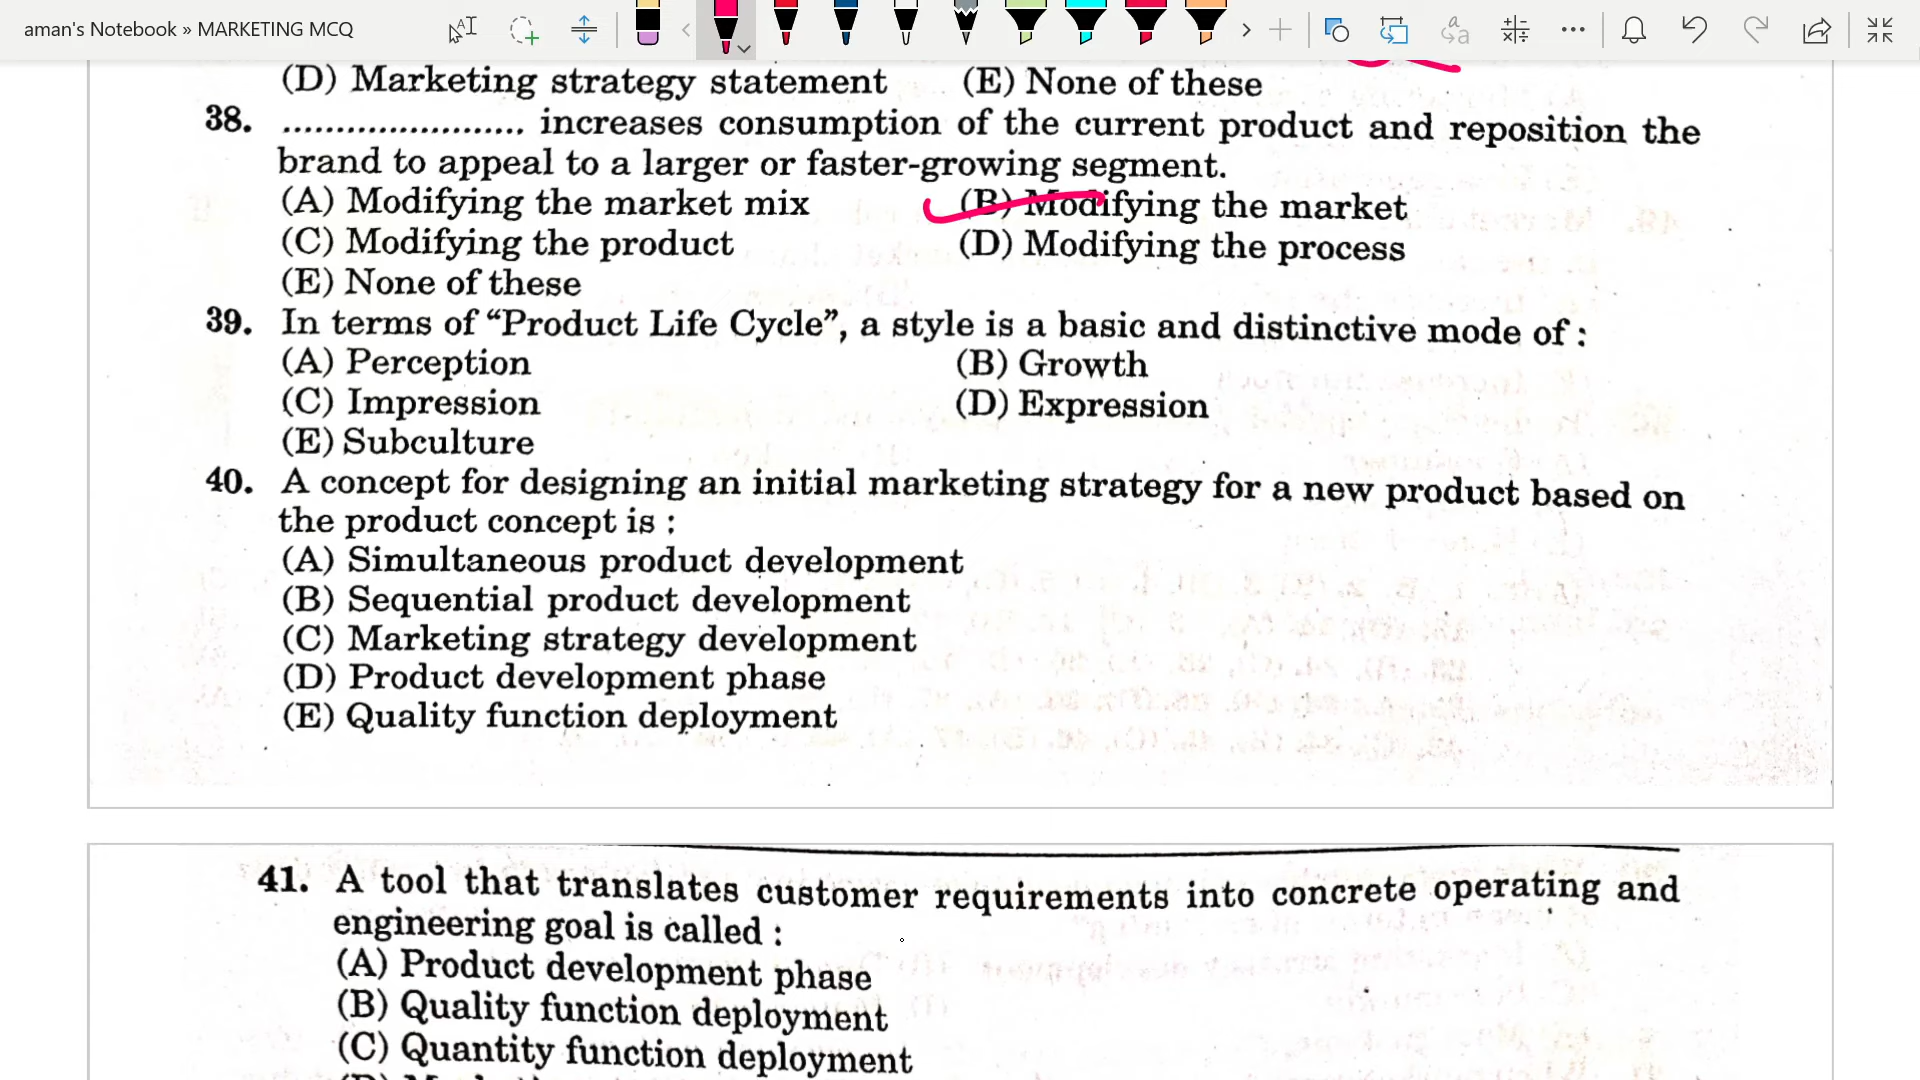 aman's Notebook » MARKETING MCQ
(D) Marketing strategy statement (E) None of these
38. ........................ increases consumption of the current product and reposition the
brand to appeal to a larger or faster-growing segment.
(A) Modifying the market mix (B) Modifying the market
(C) Modifying the product (D) Modifying the process
(E) None of these
39. In terms of “Product Life Cycle”, a style is a basic and distinctive mode of :
(A) Perception (B) Growth
(C) Impression (D) Expression
(E) Subculture
40. A concept for designing an initial marketing strategy for a new product based on
the product concept is :
(A) Simultaneous product development
(B) Sequential product development
(C) Marketing strategy development
(D) Product development phase
(E) Quality function deployment
41. A tool that translates customer requirements into concrete operating and
engineering goal is called :
(A) Product development phase
(B) Quality function deployment
(C) Quantity function deployment